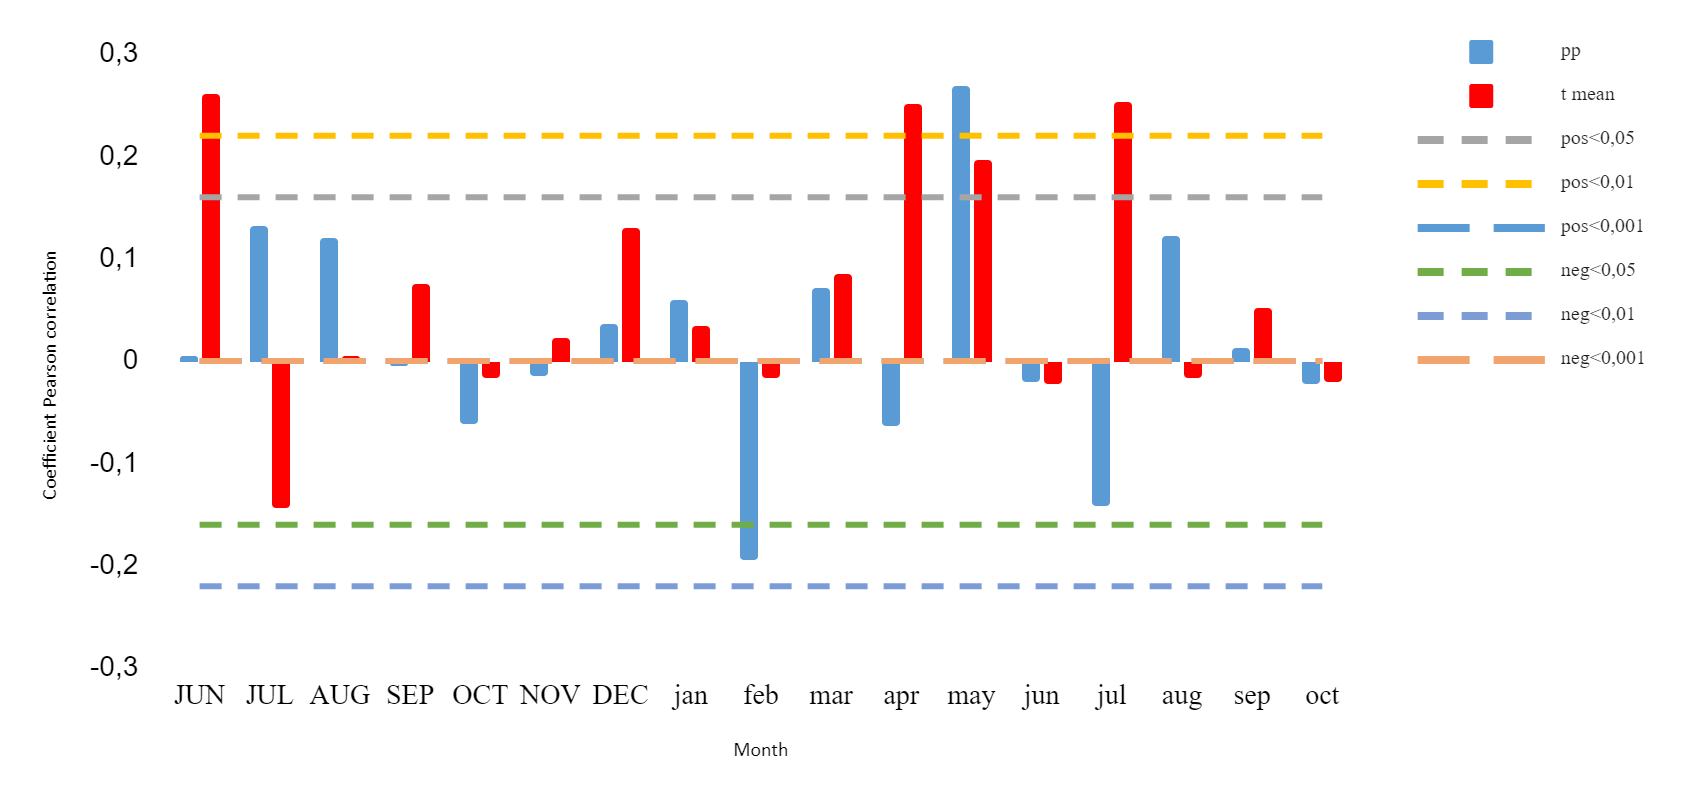 0,3
0,2
0,1
0
-0,1
-0,2
-0,3
Coefficient Pearson correlation
JUN JUL AUG SEP OCT NOV DEC jan feb mar apr may jun jul aug sep oct
Month
pp
t mean
pos<0,05
pos<0,01
pos<0,001
neg<0,05
neg<0,01
neg<0,001